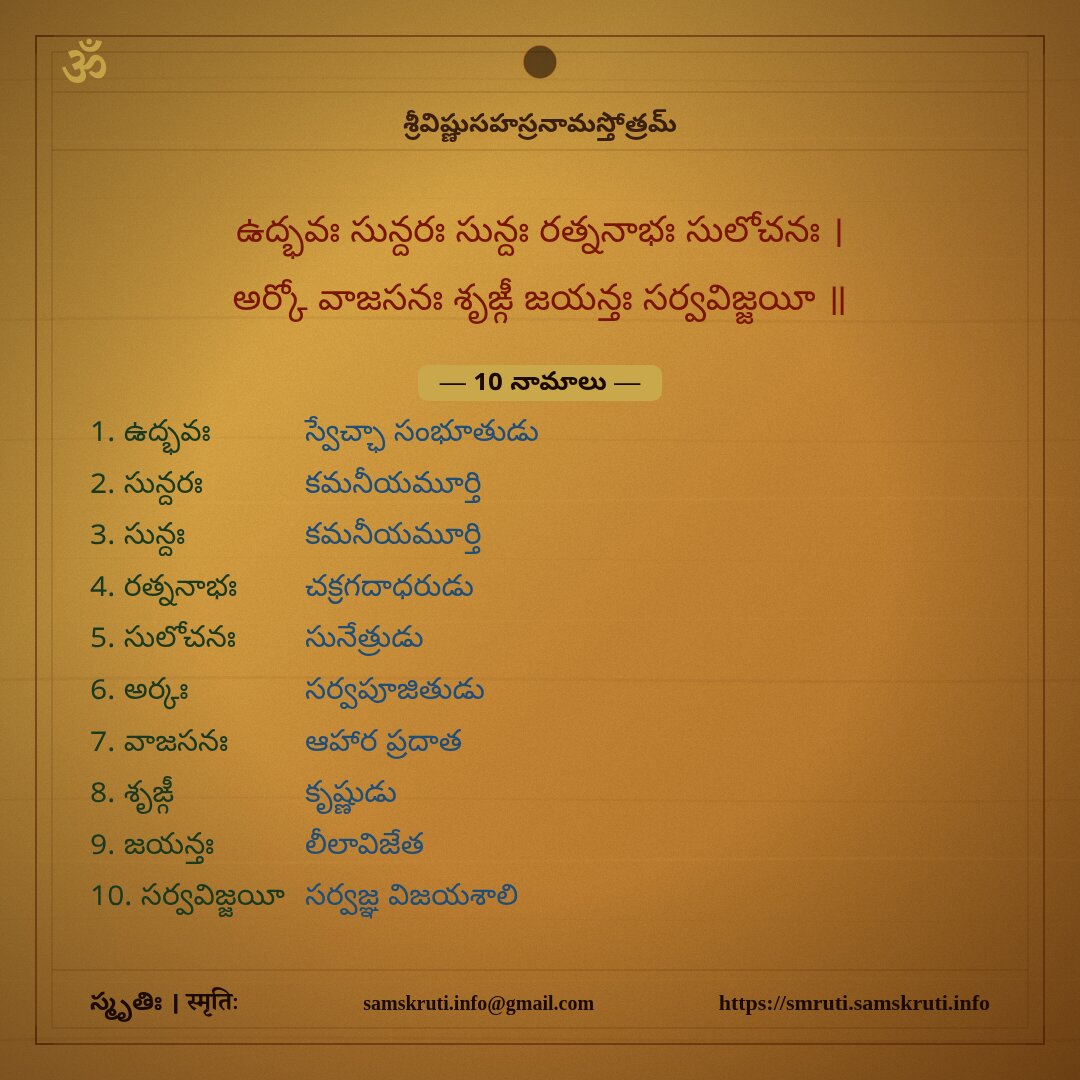 ॐ
శ్రీవిష్ణుసహస్రనామస్తోత్రమ్
ఉద్భవః సున్దరః సున్దః రత్ననాభః సులోచనః |
అర్కో వాజసనః శృఙ్గీ జయన్తః సర్వవిజ్జయీ ‖
— 10 నామాలు —
1. ఉద్భవః స్వేచ్ఛా సంభూతుడు
2. సున్దరః కమనీయమూర్తి
3. సున్దః కమనీయమూర్తి
4. రత్ననాభః చక్రగదాధరుడు
5. సులోచనః సునేత్రుడు
6. అర్కః సర్వపూజితుడు
7. వాజసనః ఆహార ప్రదాత
8. శృఙ్గీ కృష్ణుడు
9. జయన్తః లీలావిజేత
10. సర్వవిజ్జయీ సర్వజ్ఞ విజయశాలి
స్మృతిః | स्मृतिः samskruti.info@gmail.com https://smruti.samskruti.info